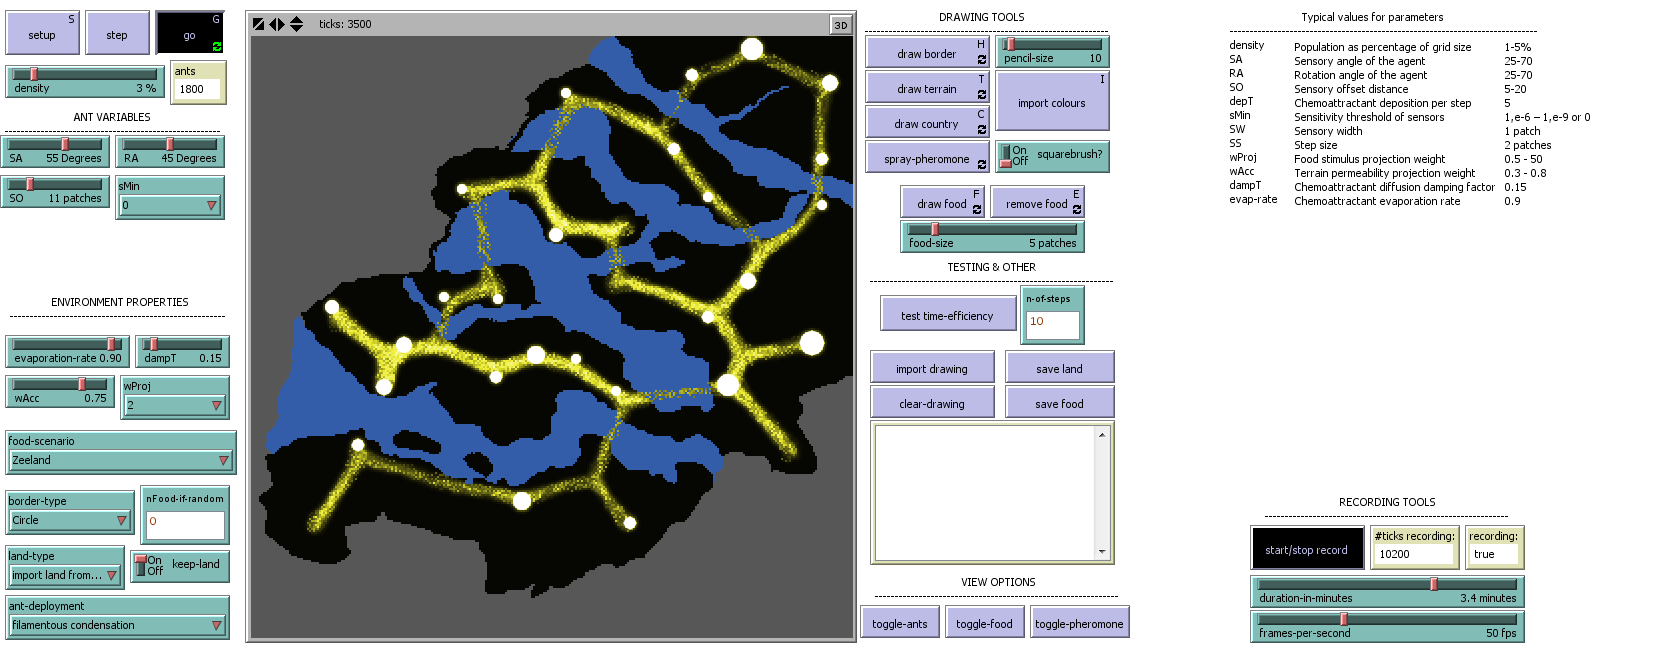 S
setup
step
G
go
density
3 %
ants
1800
ANT VARIABLES
SA
55 Degrees
RA
45 Degrees
SO
11 patches
sMin
0
ENVIRONMENT PROPERTIES
evaporation-rate 0.90
dampT
0.15
wAcc
0.75
wProj
2
food-scenario
Zeeland
border-type
Circle
nFood-if-random
0
land-type
import land from...
On
Off
keep-land
ant-deployment
filamentous condensation
ticks: 3500
3D
DRAWING TOOLS
draw border
H
pencil-size
10
draw terrain
T
import colours
I
draw country
C
spray-pheromone
On
Off
squarebrush?
draw food
F
remove food
E
food-size
5 patches
TESTING & OTHER
test time-efficiency
n-of-steps
10
import drawing
save land
clear-drawing
save food
VIEW OPTIONS
toggle-ants
toggle-food
toggle-pheromone
Typical values for parameters
density Population as percentage of grid size 1-5%
SA Sensory angle of the agent 25-70
RA Rotation angle of the agent 25-70
SO Sensory offset distance 5-20
depT Chemoattractant deposition per step 5
sMin Sensitivity threshold of sensors 1,e-6 – 1,e-9 or 0
SW Sensory width 1 patch
SS Step size 2 patches
wProj Food stimulus projection weight 0.5 - 50
wAcc Terrain permeability projection weight 0.3 - 0.8
dampT Chemoattractant diffusion damping factor 0.15
evap-rate Chemoattractant evaporation rate 0.9
RECORDING TOOLS
start/stop record
#ticks recording:
10200
recording:
true
duration-in-minutes
3.4 minutes
frames-per-second
50 fps